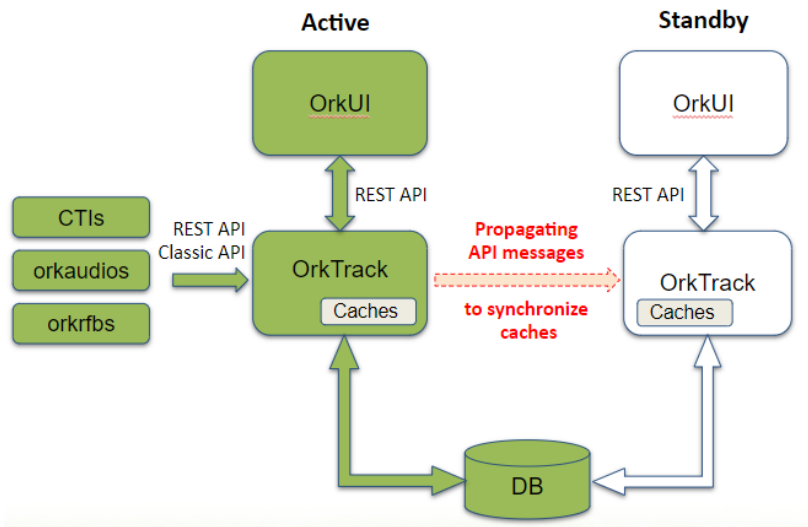 Active
Standby
OrkUI
OrkUI
REST API
REST API
CTIs
orkaudios
orkrfbs
REST API
Classic API
OrkTrack
Caches
Propagating
API messages
to synchronize
caches
OrkTrack
Caches
DB